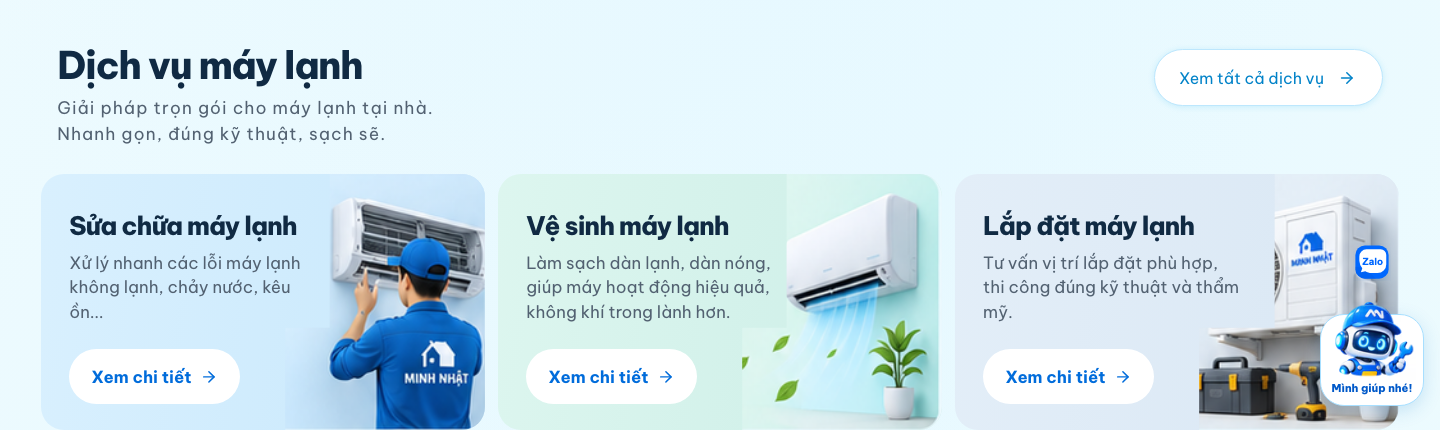 Dịch vụ máy lạnh
Giải pháp trọn gói cho máy lạnh tại nhà.
Nhanh gọn, đúng kỹ thuật, sạch sẽ.
Xem tất cả dịch vụ
Sửa chữa máy lạnh
Xử lý nhanh các lỗi máy lạnh
không lạnh, chảy nước, kêu
ồn...
Xem chi tiết
MINH NHẬT
Vệ sinh máy lạnh
Làm sạch dàn lạnh, dàn nóng,
giúp máy hoạt động hiệu quả,
không khí trong lành hơn.
Xem chi tiết
Lắp đặt máy lạnh
Tư vấn vị trí lắp đặt phù hợp,
thi công đúng kỹ thuật và thẩm
mỹ.
Xem chi tiết
MINH NHẬT
Zalo
Mình giúp nhé!